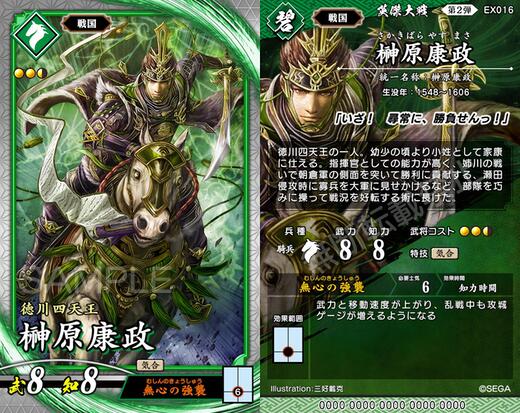 戦国
SAMPLE
徳川四天王
榊原康政
気合
武8 知8
むしんのきょうしゅう
無心の強襲
6
碧
戦国
英傑大戦 第2弾 EX016
さかきばら やす まさ
榊原康政
統一名称:榊原康政
生没年:1548~1606
「いざ! 尋常に、勝負せんっ!」
徳川四天王の一人。幼少の頃より小姓として家康
に仕える。指揮官としての能力が高く、姉川の戦
いで朝倉軍の側面を突いて勝利に貢献する、瀬田
侵攻時に寡兵を大軍に見せかけるなど、部隊を巧
みに操って戦況を好転する術に長けた。
兵種 武力 知力 武将コスト
騎兵 8 8 特技 気合
むしんのきょうしゅう
無心の強襲
必要士気 6
効果時間 知力時間
効果範囲
武力と移動速度が上がり、乱戦中も攻城
ゲージが増えるようになる
Illustration:三好載克
©SEGA
0000-0000-0000-0000-0000